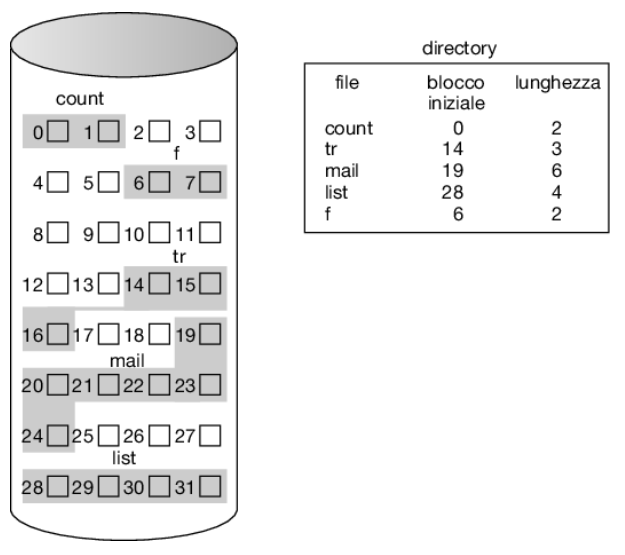 count
0 1 2 3
f
4 5 6 7
8 9 10 11
tr
12 13 14 15
16 17 18 19
mail
20 21 22 23
24 25 26 27
list
28 29 30 31
directory
file blocco iniziale lunghezza
count 0 2
tr 14 3
mail 19 6
list 28 4
f 6 2